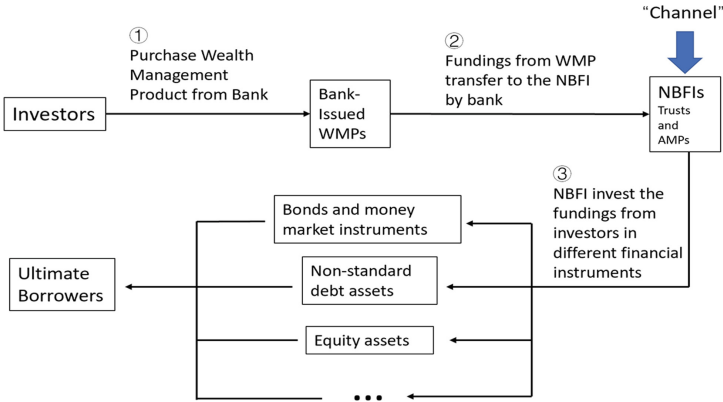 “Channel”
①
Purchase Wealth
Management
Product from Bank
②
Fundings from WMP
transfer to the NBFI
by bank
Investors
Bank-
Issued
WMPs
NBFIs
Trusts
and
AMPs
③
NBFI invest the
fundings from
investors in
different financial
instruments
Bonds and money
market instruments
Non-standard
debt assets
Equity assets
...
Ultimate
Borrowers